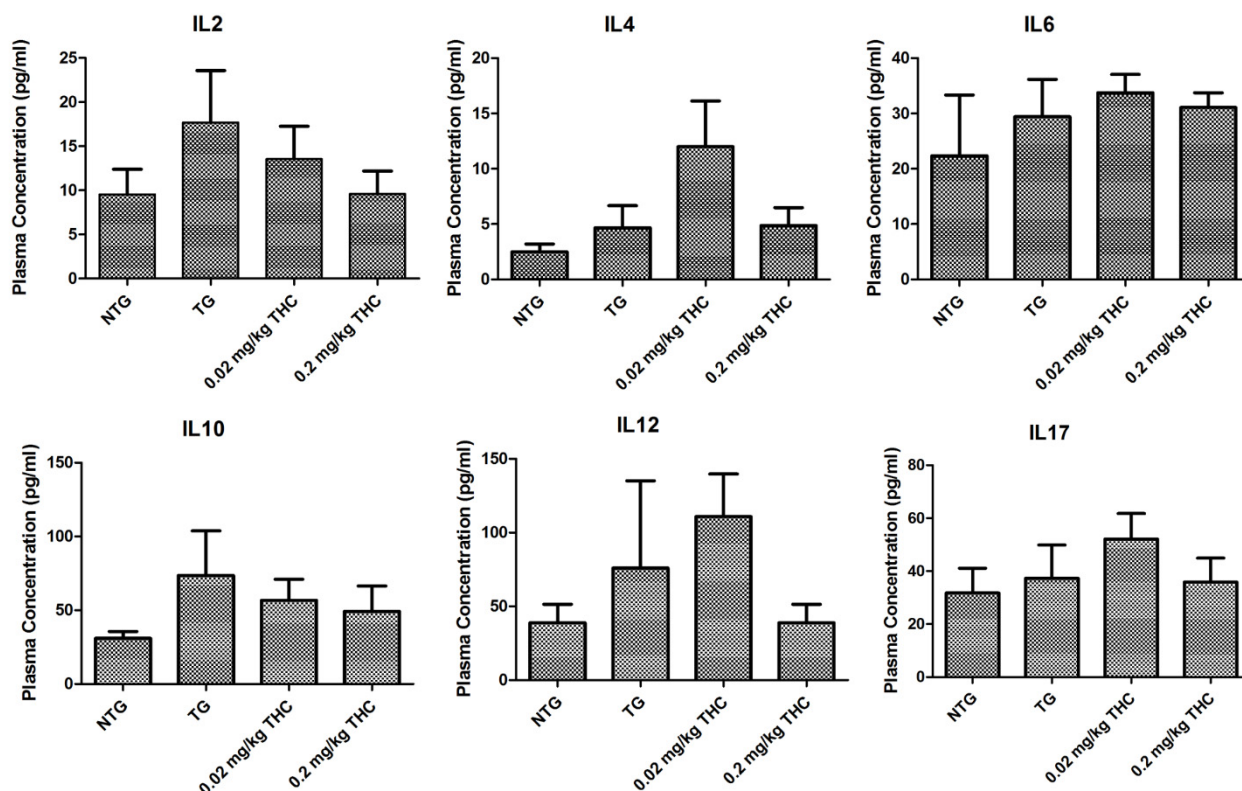 IL2
Plasma Concentration (pg/ml)
25
20
15
10
5
0
NTG
TG
0.02 mg/kg THC
0.2 mg/kg THC
IL4
Plasma Concentration (pg/ml)
20
15
10
5
0
NTG
TG
0.02 mg/kg THC
0.2 mg/kg THC
IL6
Plasma Concentration (pg/ml)
40
30
20
10
0
NTG
TG
0.02 mg/kg THC
0.2 mg/kg THC
IL10
Plasma Concentration (pg/ml)
150
100
50
0
NTG
TG
0.02 mg/kg THC
0.2 mg/kg THC
IL12
Plasma Concentration (pg/ml)
150
100
50
0
NTG
TG
0.02 mg/kg THC
0.2 mg/kg THC
IL17
Plasma Concentration (pg/ml)
80
60
40
20
0
NTG
TG
0.02 mg/kg THC
0.2 mg/kg THC